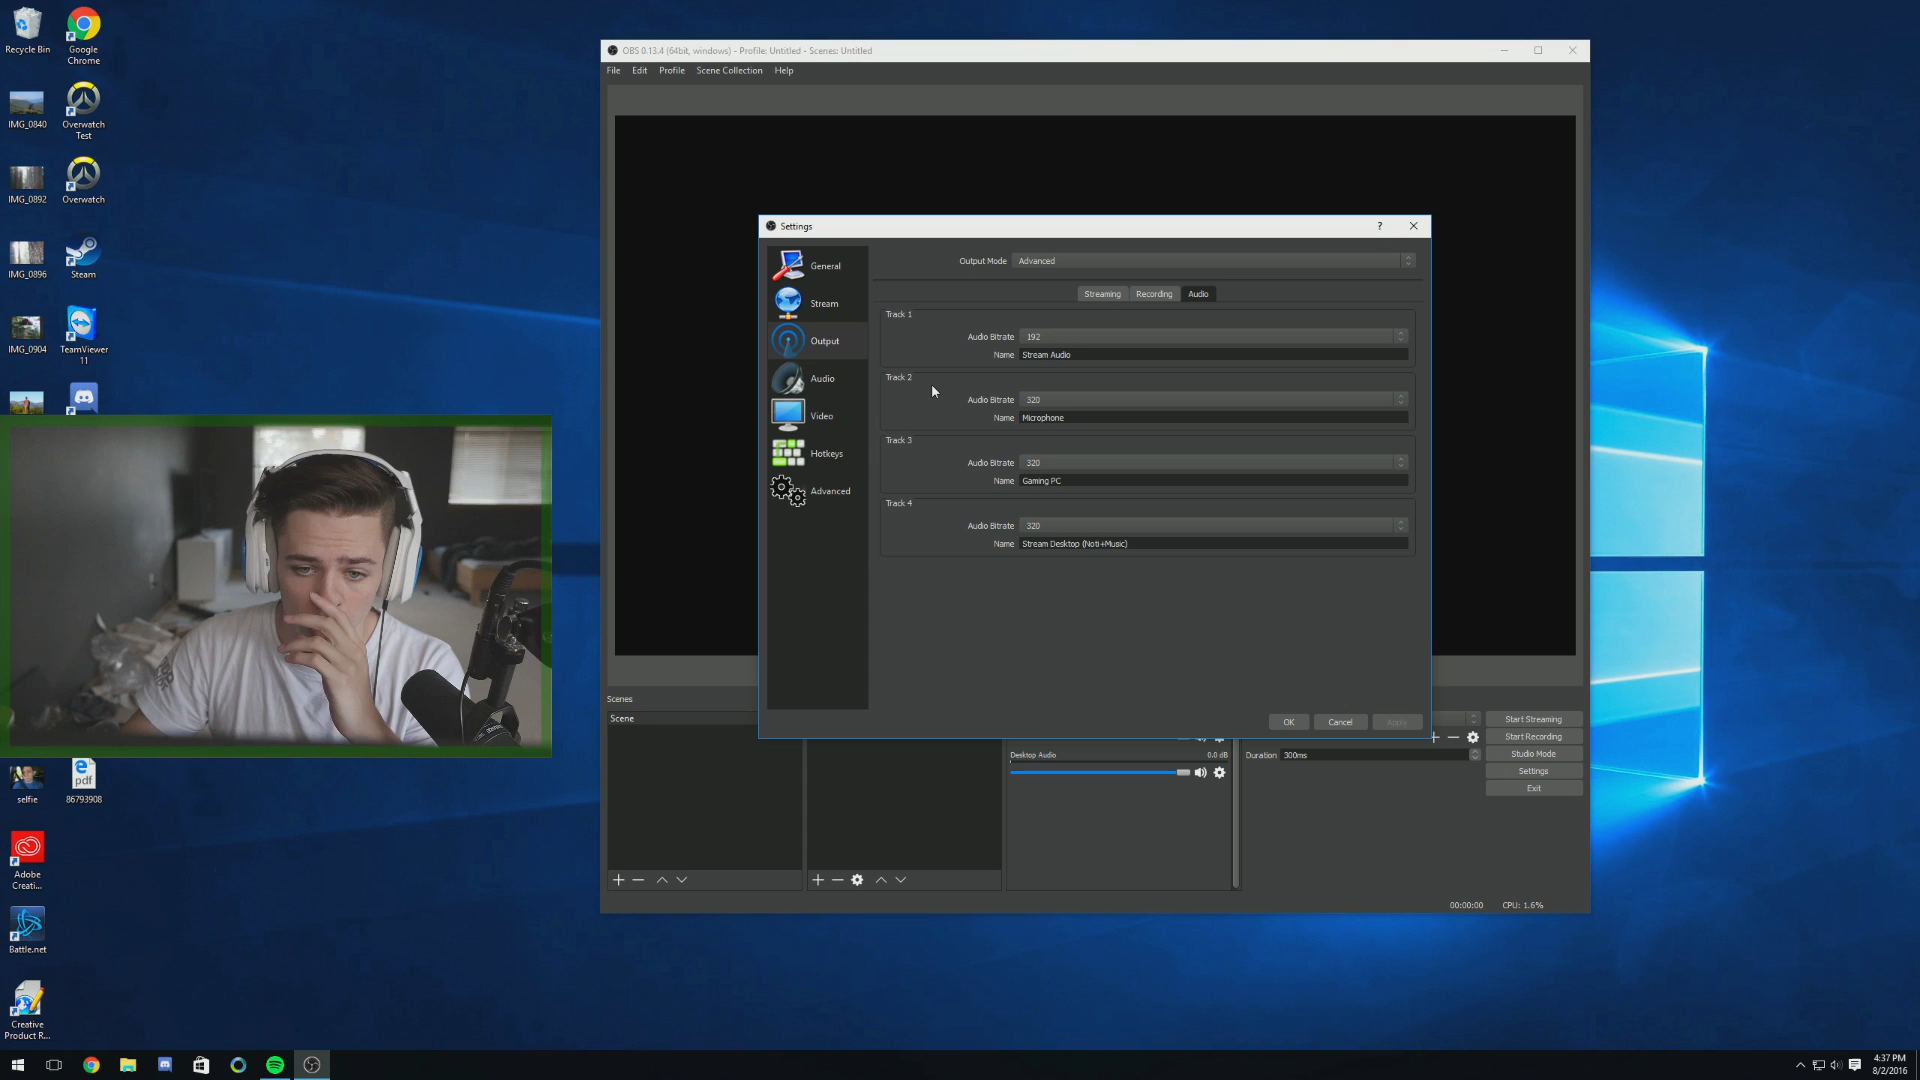 Recycle Bin
Google Chrome
IMG_0840
Overwatch Test
IMG_0892
Overwatch
IMG_0896
Steam
IMG_0904
TeamViewer 11
selfie
86793908
pdf
Adobe Creati...
Battle.net
Creative Product R...
OBS 0.13.4 (64bit, windows) - Profile: Untitled - Scenes: Untitled
File Edit Profile Scene Collection Help
Settings
?
General
Stream
Output
Audio
Video
Hotkeys
Advanced
Output Mode Advanced
Streaming Recording Audio
Track 1
Audio Bitrate 192
Name Stream Audio
Track 2
Audio Bitrate 320
Name Microphone
Track 3
Audio Bitrate 320
Name Gaming PC
Track 4
Audio Bitrate 320
Name Stream Desktop (Noti+Music)
OK Cancel Apply
Scenes
Scene
Desktop Audio 0.0 dB
Duration 300ms
Start Streaming
Start Recording
Studio Mode
Settings
Exit
00:00:00 CPU: 1.6%
4:37 PM
8/2/2016